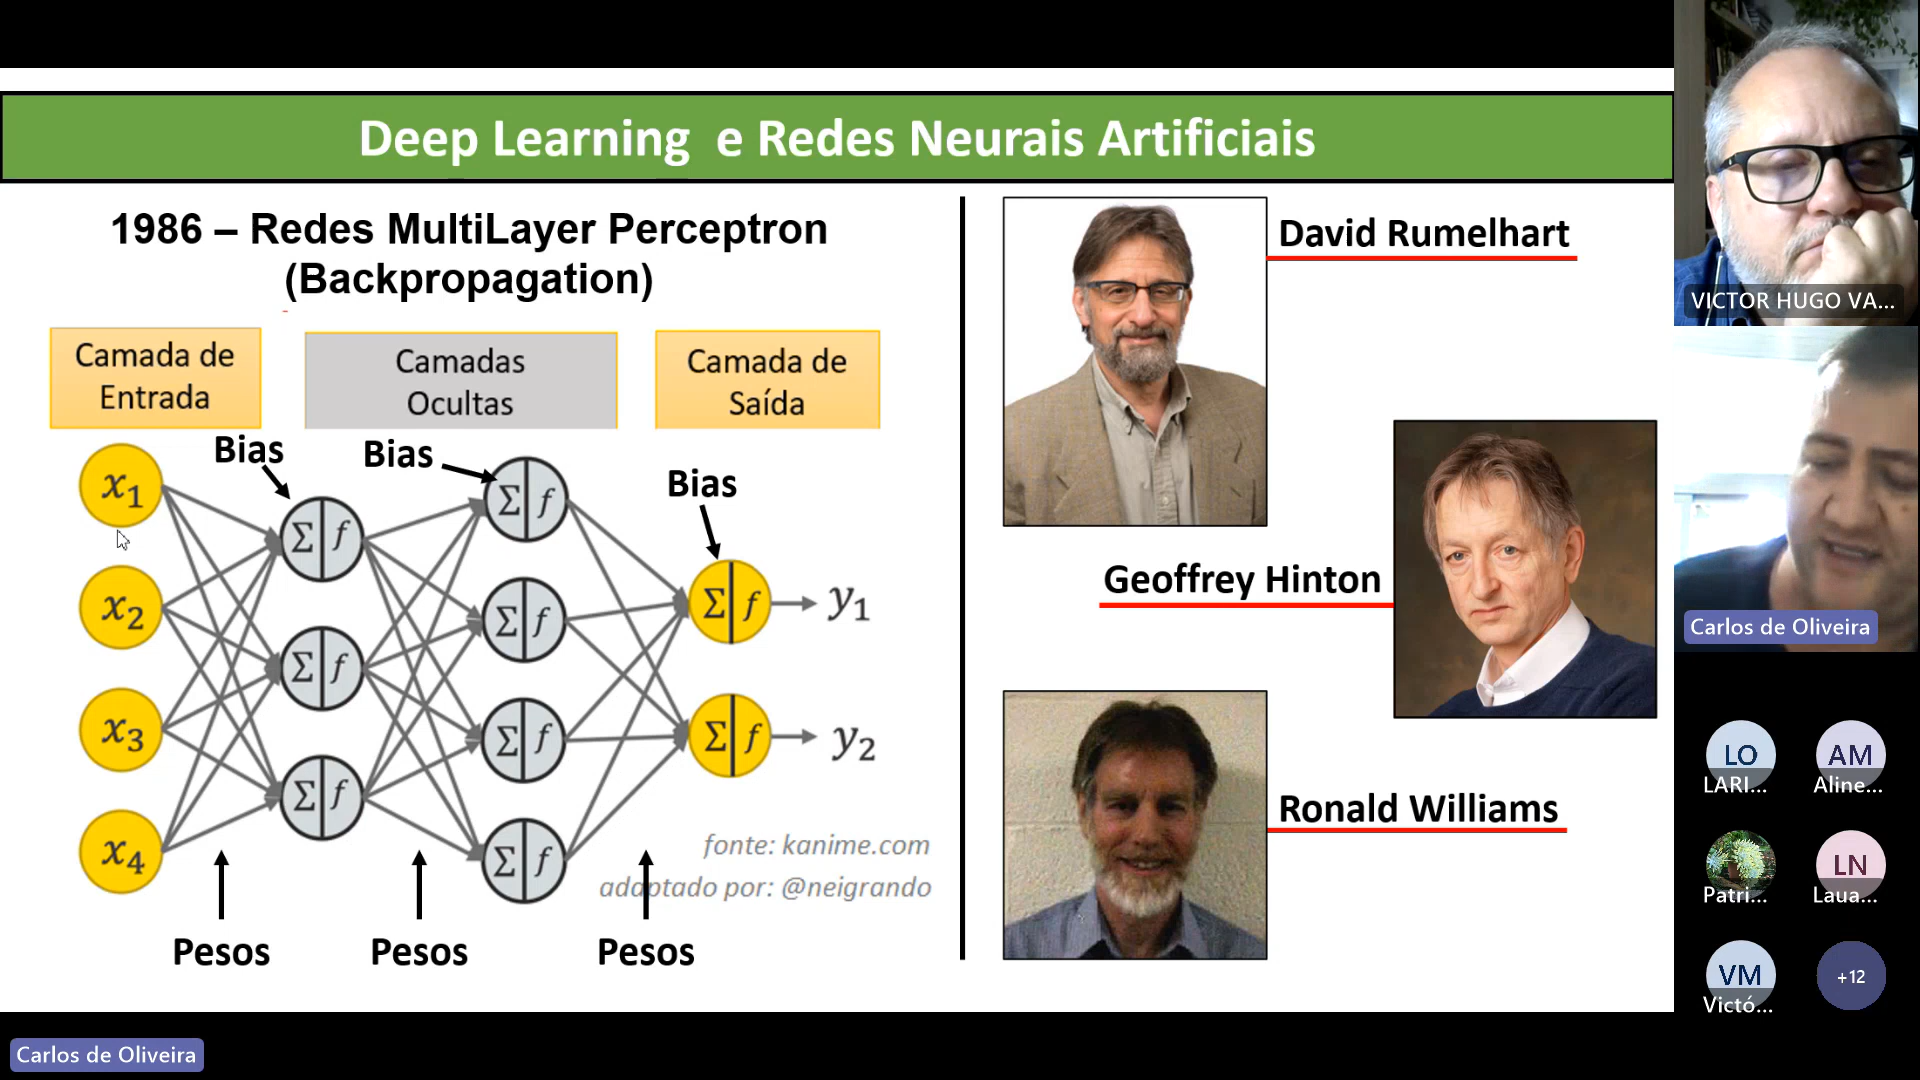 Deep Learning e Redes Neurais Artificiais
1986 – Redes MultiLayer Perceptron
(Backpropagation)
Camada de
Entrada
Camadas
Ocultas
Camada de
Saída
Bias
Bias
Bias
x1
x2
x3
x4
Σ f
Σ f
Σ f
Σ f
Σ f
Σ f
Σ f
Σ f
Σ f
y1
y2
fonte: kanime.com
adaptado por: @neigrando
Pesos
Pesos
Pesos
David Rumelhart
Geoffrey Hinton
Ronald Williams
VICTOR HUGO VA...
Carlos de Oliveira
LO
LARI...
AM
Aline...
Patri...
LN
Laua...
VM
Victó...
+12
Carlos de Oliveira